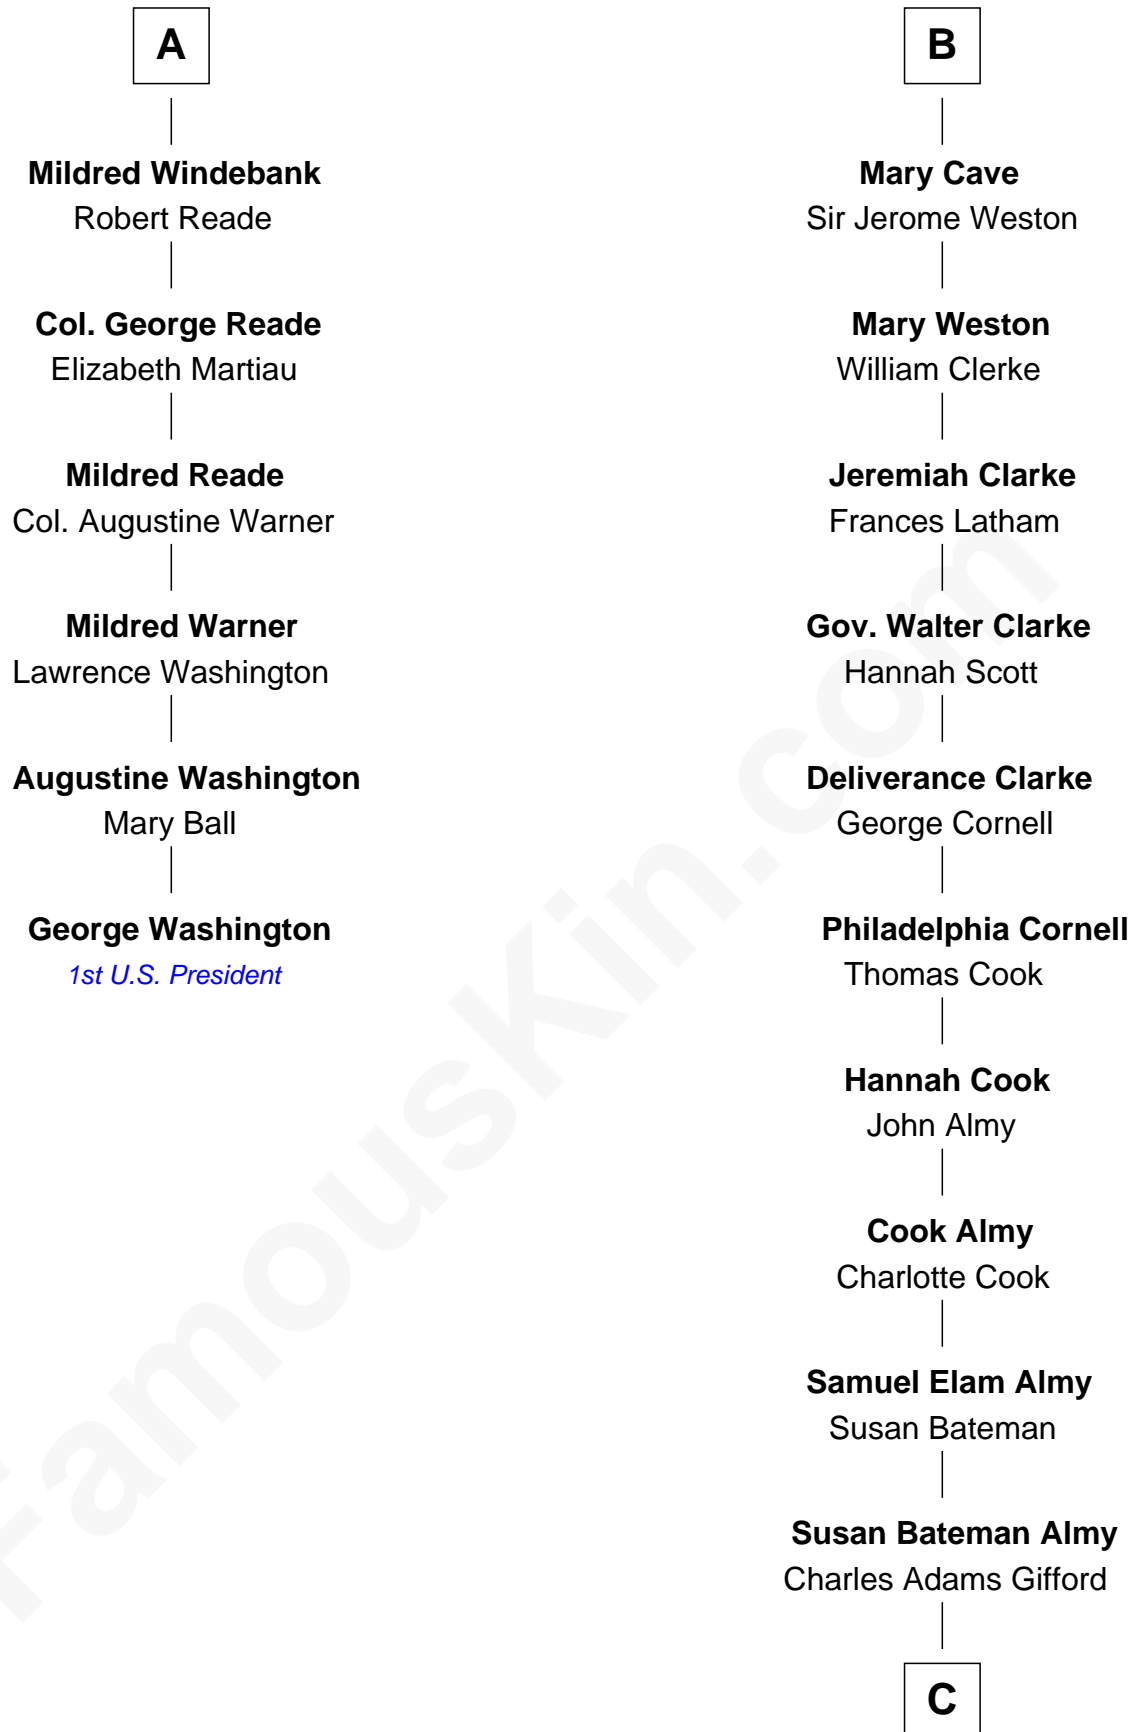 A
Mildred Windebank
Robert Reade
Col. George Reade
Elizabeth Martiau
Mildred Reade
Col. Augustine Warner
Mildred Warner
Lawrence Washington
Augustine Washington
Mary Ball
George Washington
1st U.S. President
B
Mary Cave
Sir Jerome Weston
Mary Weston
William Clerke
Jeremiah Clarke
Frances Latham
Gov. Walter Clarke
Hannah Scott
Deliverance Clarke
George Cornell
Philadelphia Cornell
Thomas Cook
Hannah Cook
John Almy
Cook Almy
Charlotte Cook
Samuel Elam Almy
Susan Bateman
Susan Bateman Almy
Charles Adams Gifford
C
FamousKin.com